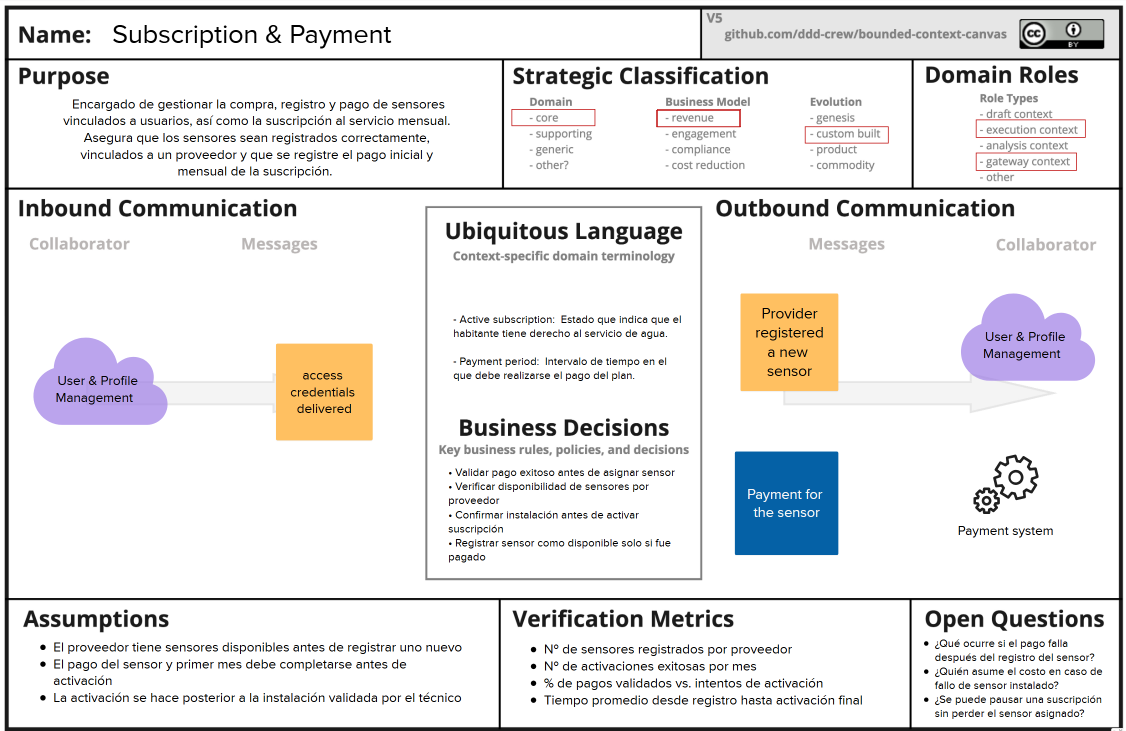 Name: Subscription & Payment
V5
github.com/ddd-crew/bounded-context-canvas
cc
BY
Purpose
Encargado de gestionar la compra, registro y pago de sensores
vinculados a usuarios, así como la suscripción al servicio mensual.
Asegura que los sensores sean registrados correctamente,
vinculados a un proveedor y que se registre el pago inicial y
mensual de la suscripción.
Strategic Classification
Domain
- core
- supporting
- generic
- other?
Business Model
- revenue
- engagement
- compliance
- cost reduction
Evolution
- genesis
- custom built
- product
- commodity
Domain Roles
Role Types
- draft context
- execution context
- analysis context
- gateway context
- other
Inbound Communication
Collaborator
Messages
User & Profile
Management
access
credentials
delivered
Ubiquitous Language
Context-specific domain terminology
- Active subscription: Estado que indica que el
habitante tiene derecho al servicio de agua.
- Payment period: Intervalo de tiempo en el
que debe realizarse el pago del plan.
Business Decisions
Key business rules, policies, and decisions
• Validar pago exitoso antes de asignar sensor
• Verificar disponibilidad de sensores por
proveedor
• Confirmar instalación antes de activar
suscripción
• Registrar sensor como disponible solo si fue
pagado
Outbound Communication
Messages
Collaborator
Provider
registered
a new
sensor
User & Profile
Management
Payment for
the sensor
Payment system
Assumptions
• El proveedor tiene sensores disponibles antes de registrar uno nuevo
• El pago del sensor y primer mes debe completarse antes de
activación
• La activación se hace posterior a la instalación validada por el técnico
Verification Metrics
• Nº de sensores registrados por proveedor
• Nº de activaciones exitosas por mes
• % de pagos validados vs. intentos de activación
• Tiempo promedio desde registro hasta activación final
Open Questions
• ¿Qué ocurre si el pago falla
después del registro del sensor?
• ¿Quién asume el costo en caso de
fallo de sensor instalado?
• ¿Se puede pausar una suscripción
sin perder el sensor asignado?